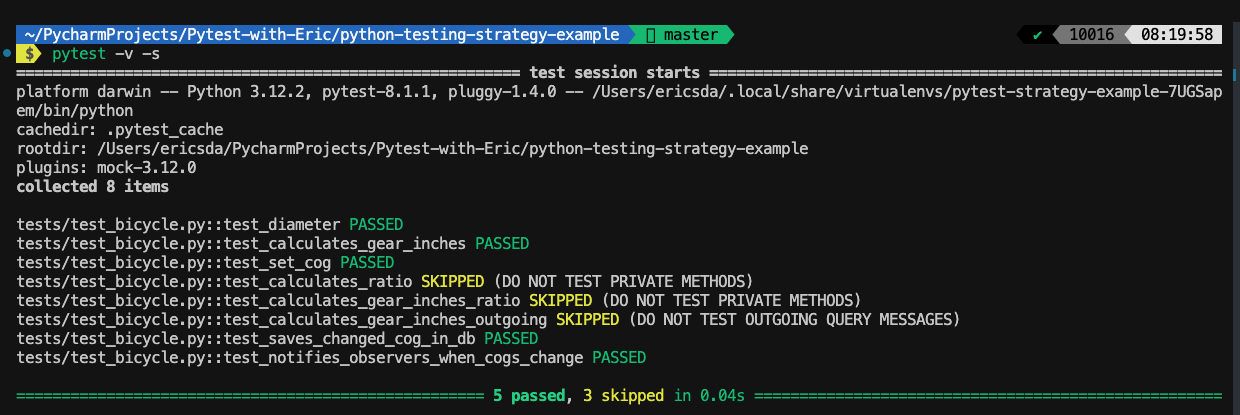 ~/PycharmProjects/Pytest-with-Eric/python-testing-strategy-example master ✔ 10016 08:19:58
$ pytest -v -s
======================================================== test session starts =========================================================
platform darwin -- Python 3.12.2, pytest-8.1.1, pluggy-1.4.0 -- /Users/ericsda/.local/share/virtualenvs/pytest-strategy-example-7UGSap
em/bin/python
cachedir: .pytest_cache
rootdir: /Users/ericsda/PycharmProjects/Pytest-with-Eric/python-testing-strategy-example
plugins: mock-3.12.0
collected 8 items
tests/test_bicycle.py::test_diameter PASSED
tests/test_bicycle.py::test_calculates_gear_inches PASSED
tests/test_bicycle.py::test_set_cog PASSED
tests/test_bicycle.py::test_calculates_ratio SKIPPED (DO NOT TEST PRIVATE METHODS)
tests/test_bicycle.py::test_calculates_gear_inches_ratio SKIPPED (DO NOT TEST PRIVATE METHODS)
tests/test_bicycle.py::test_calculates_gear_inches_outgoing SKIPPED (DO NOT TEST OUTGOING QUERY MESSAGES)
tests/test_bicycle.py::test_saves_changed_cog_in_db PASSED
tests/test_bicycle.py::test_notifies_observers_when_cogs_change PASSED
==================================================== 5 passed, 3 skipped in 0.04s ====================================================